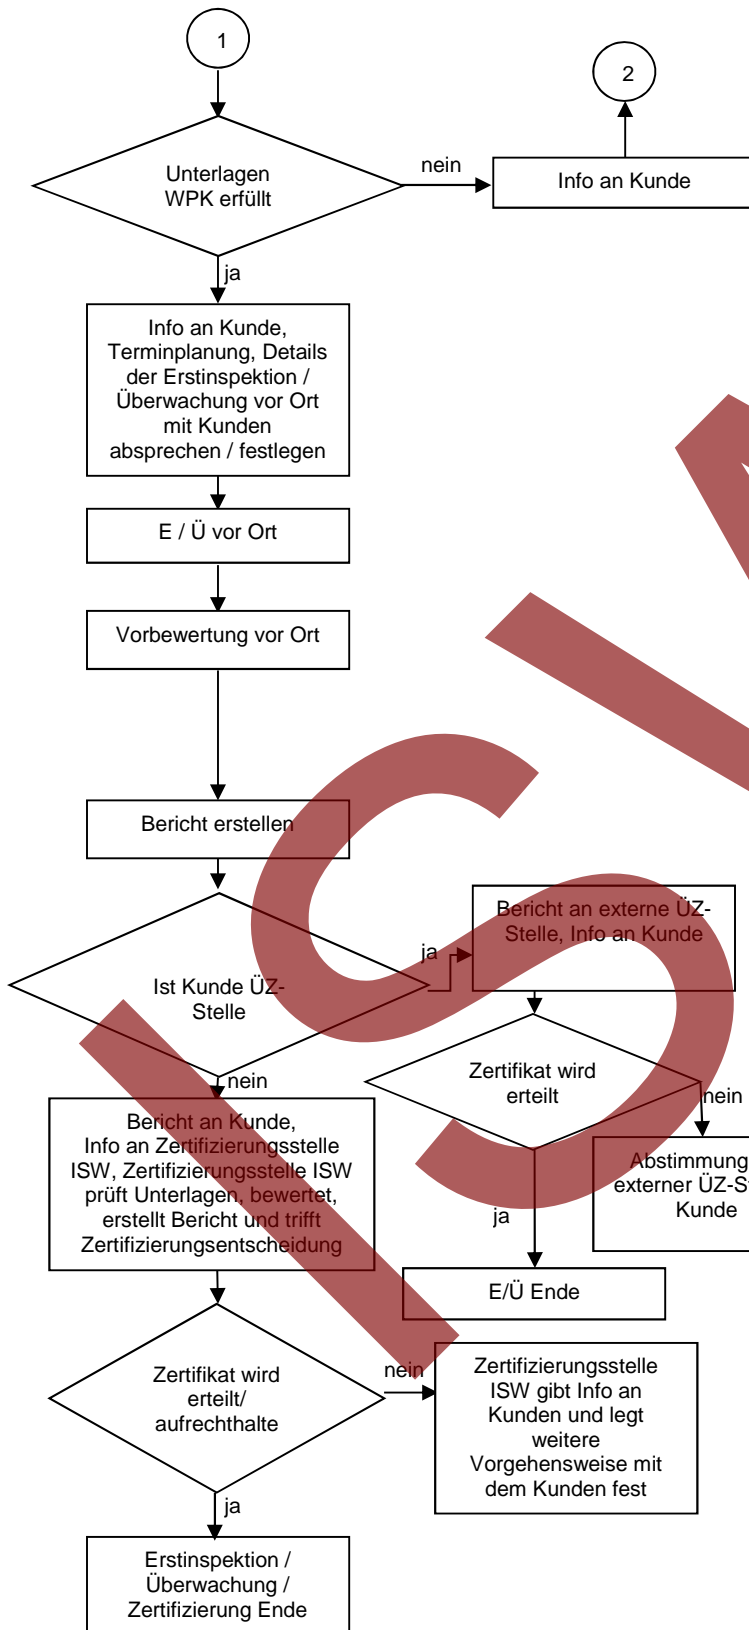 1
2
Unterlagen
WPK erfüllt
nein
Info an Kunde
ja
Info an Kunde,
Terminplanung, Details
der Erstinspektion /
Überwachung vor Ort
mit Kunden
absprechen / festlegen
E / Ü vor Ort
Vorbewertung vor Ort
Bericht erstellen
Ist Kunde ÜZ-
Stelle
ja
Bericht an externe ÜZ-
Stelle, Info an Kunde
nein
Zertifikat wird
erteilt
nein
Bericht an Kunde,
Info an Zertifizierungsstelle
ISW, Zertifizierungsstelle ISW
prüft Unterlagen, bewertet,
erstellt Bericht und trifft
Zertifizierungsentscheidung
Abstimmung
externer ÜZ-S
Kunde
ja
E/Ü Ende
Zertifikat wird
erteilt/
aufrechthalte
nein
Zertifizierungsstelle
ISW gibt Info an
Kunden und legt
weitere
Vorgehensweise mit
dem Kunden fest
ja
Erstinspektion /
Überwachung /
Zertifizierung Ende